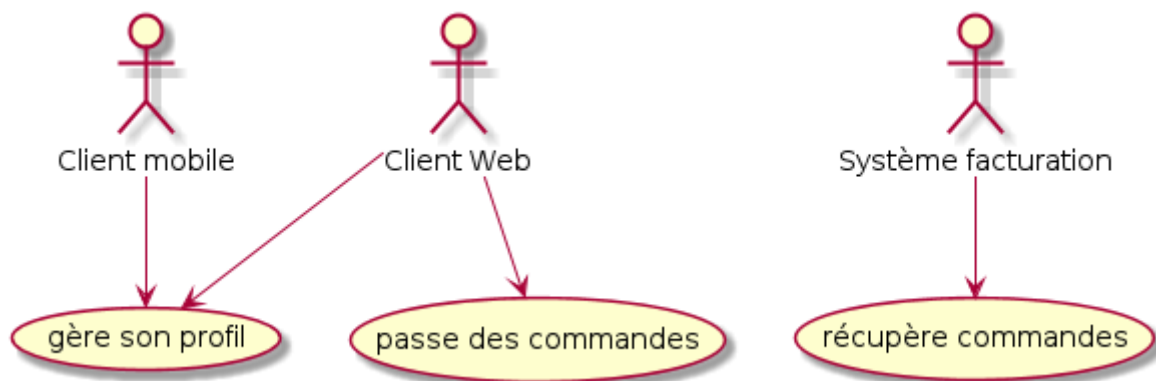 Client mobile
Client Web
Système facturation
gère son profil
passe des commandes
récupère commandes